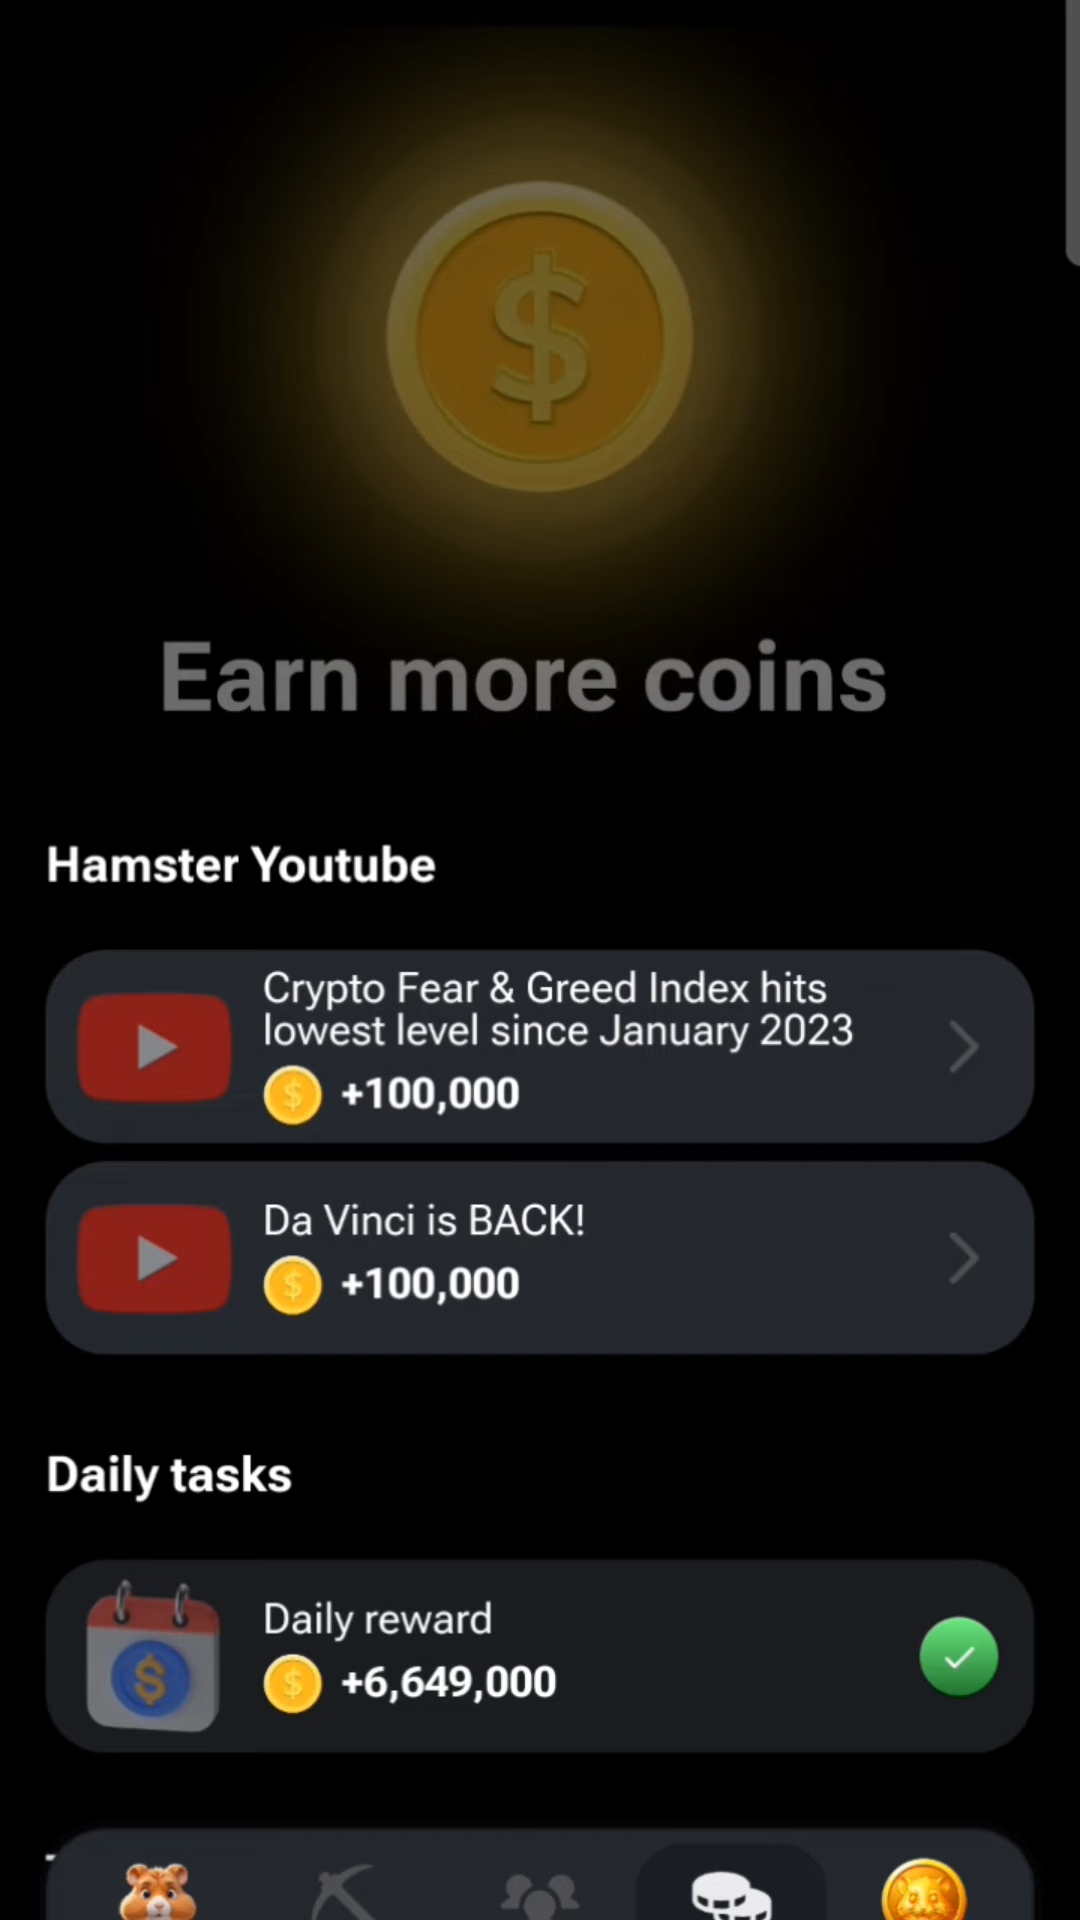 Earn more coins
Hamster Youtube
Crypto Fear & Greed Index hits
lowest level since January 2023
+100,000
Da Vinci is BACK!
+100,000
Daily tasks
Daily reward
+6,649,000